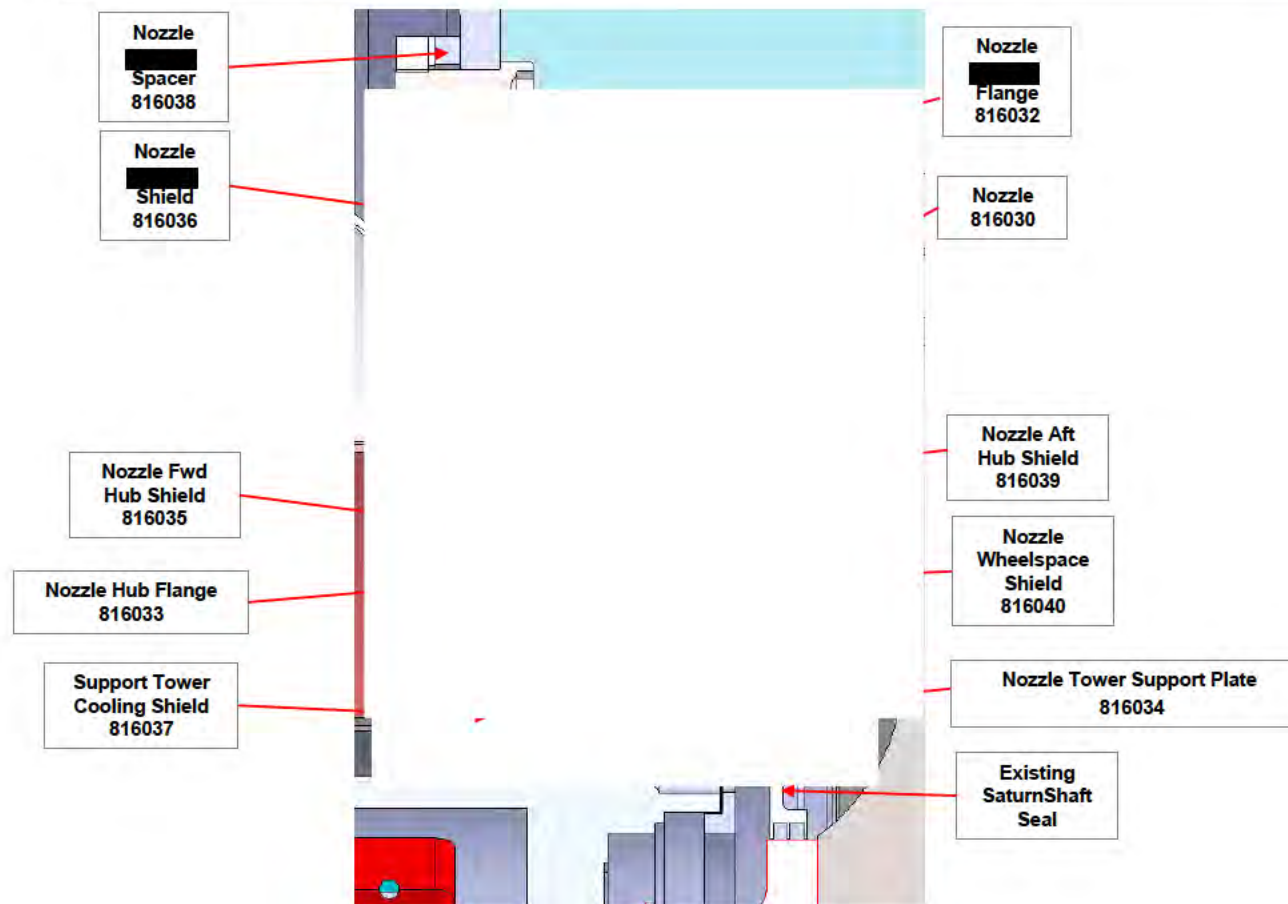 Nozzle
Spacer
816038
Nozzle
Shield
816036
Nozzle Fwd
Hub Shield
816035
Nozzle Hub Flange
816033
Support Tower
Cooling Shield
816037
Nozzle
Flange
816032
Nozzle
816030
Nozzle Aft
Hub Shield
816039
Nozzle
Wheelspace
Shield
816040
Nozzle Tower Support Plate
816034
Existing
SaturnShaft
Seal